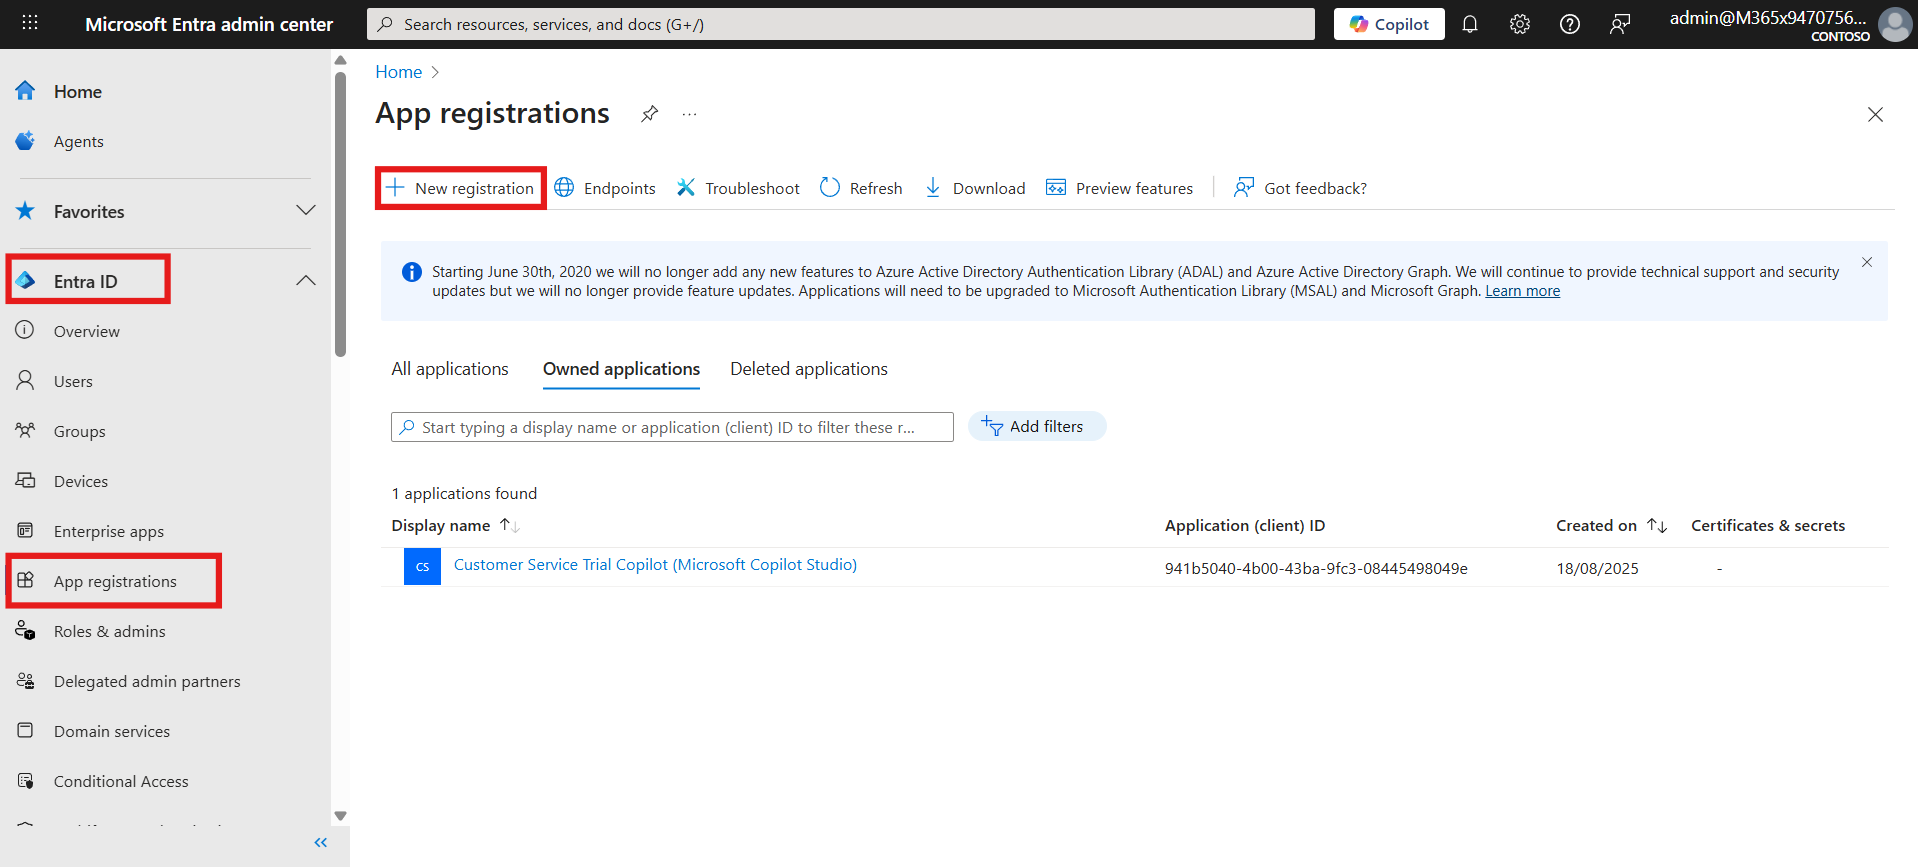 Microsoft Entra admin center
Search resources, services, and docs (G+/)
Copilot
admin@M365x9470756...
CONTOSO
Home
Agents
Favorites
Entra ID
Overview
Users
Groups
Devices
Enterprise apps
App registrations
Roles & admins
Delegated admin partners
Domain services
Conditional Access
Home
App registrations
New registration
Endpoints
Troubleshoot
Refresh
Download
Preview features
Got feedback?
Starting June 30th, 2020 we will no longer add any new features to Azure Active Directory Authentication Library (ADAL) and Azure Active Directory Graph. We will continue to provide technical support and security
updates but we will no longer provide feature updates. Applications will need to be upgraded to Microsoft Authentication Library (MSAL) and Microsoft Graph. Learn more
All applications
Owned applications
Deleted applications
Start typing a display name or application (client) ID to filter these r...
Add filters
1 applications found
Display name
Application (client) ID
Created on
Certificates & secrets
CS
Customer Service Trial Copilot (Microsoft Copilot Studio)
941b5040-4b00-43ba-9fc3-08445498049e
18/08/2025
-